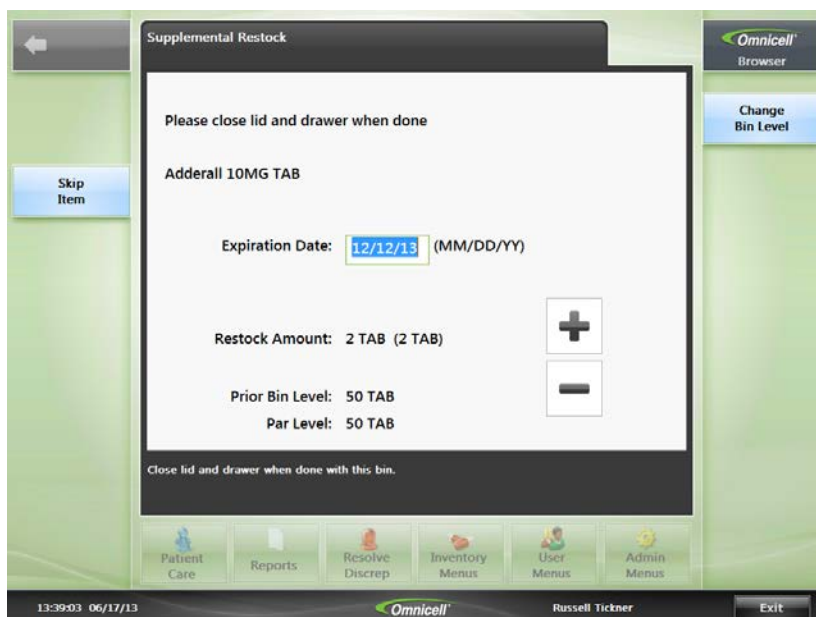 Supplemental Restock
Omnicell
Browser
Please close lid and drawer when done
Change
Bin Level
Adderall 10MG TAB
Skip
Item
Expiration Date: 12/12/13 (MM/DD/YY)
Restock Amount: 2 TAB (2 TAB)
Prior Bin Level: 50 TAB
Par Level: 50 TAB
Close lid and drawer when done with this bin.
Patient
Care
Reports
Resolve
Discrep
Inventory
Menus
User
Menus
Admin
Menus
13:39:03 06/17/13 Omnicell Russell Tickner Exit